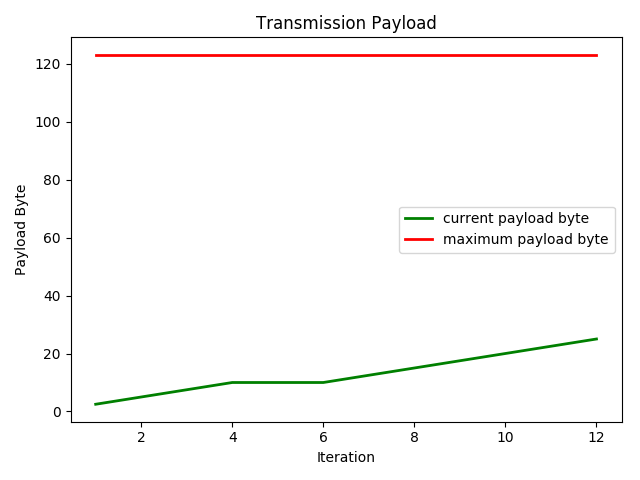 Transmission Payload
Payload Byte
120
100
80
60
40
20
0
current payload byte
maximum payload byte
2 4 6 8 10 12
Iteration